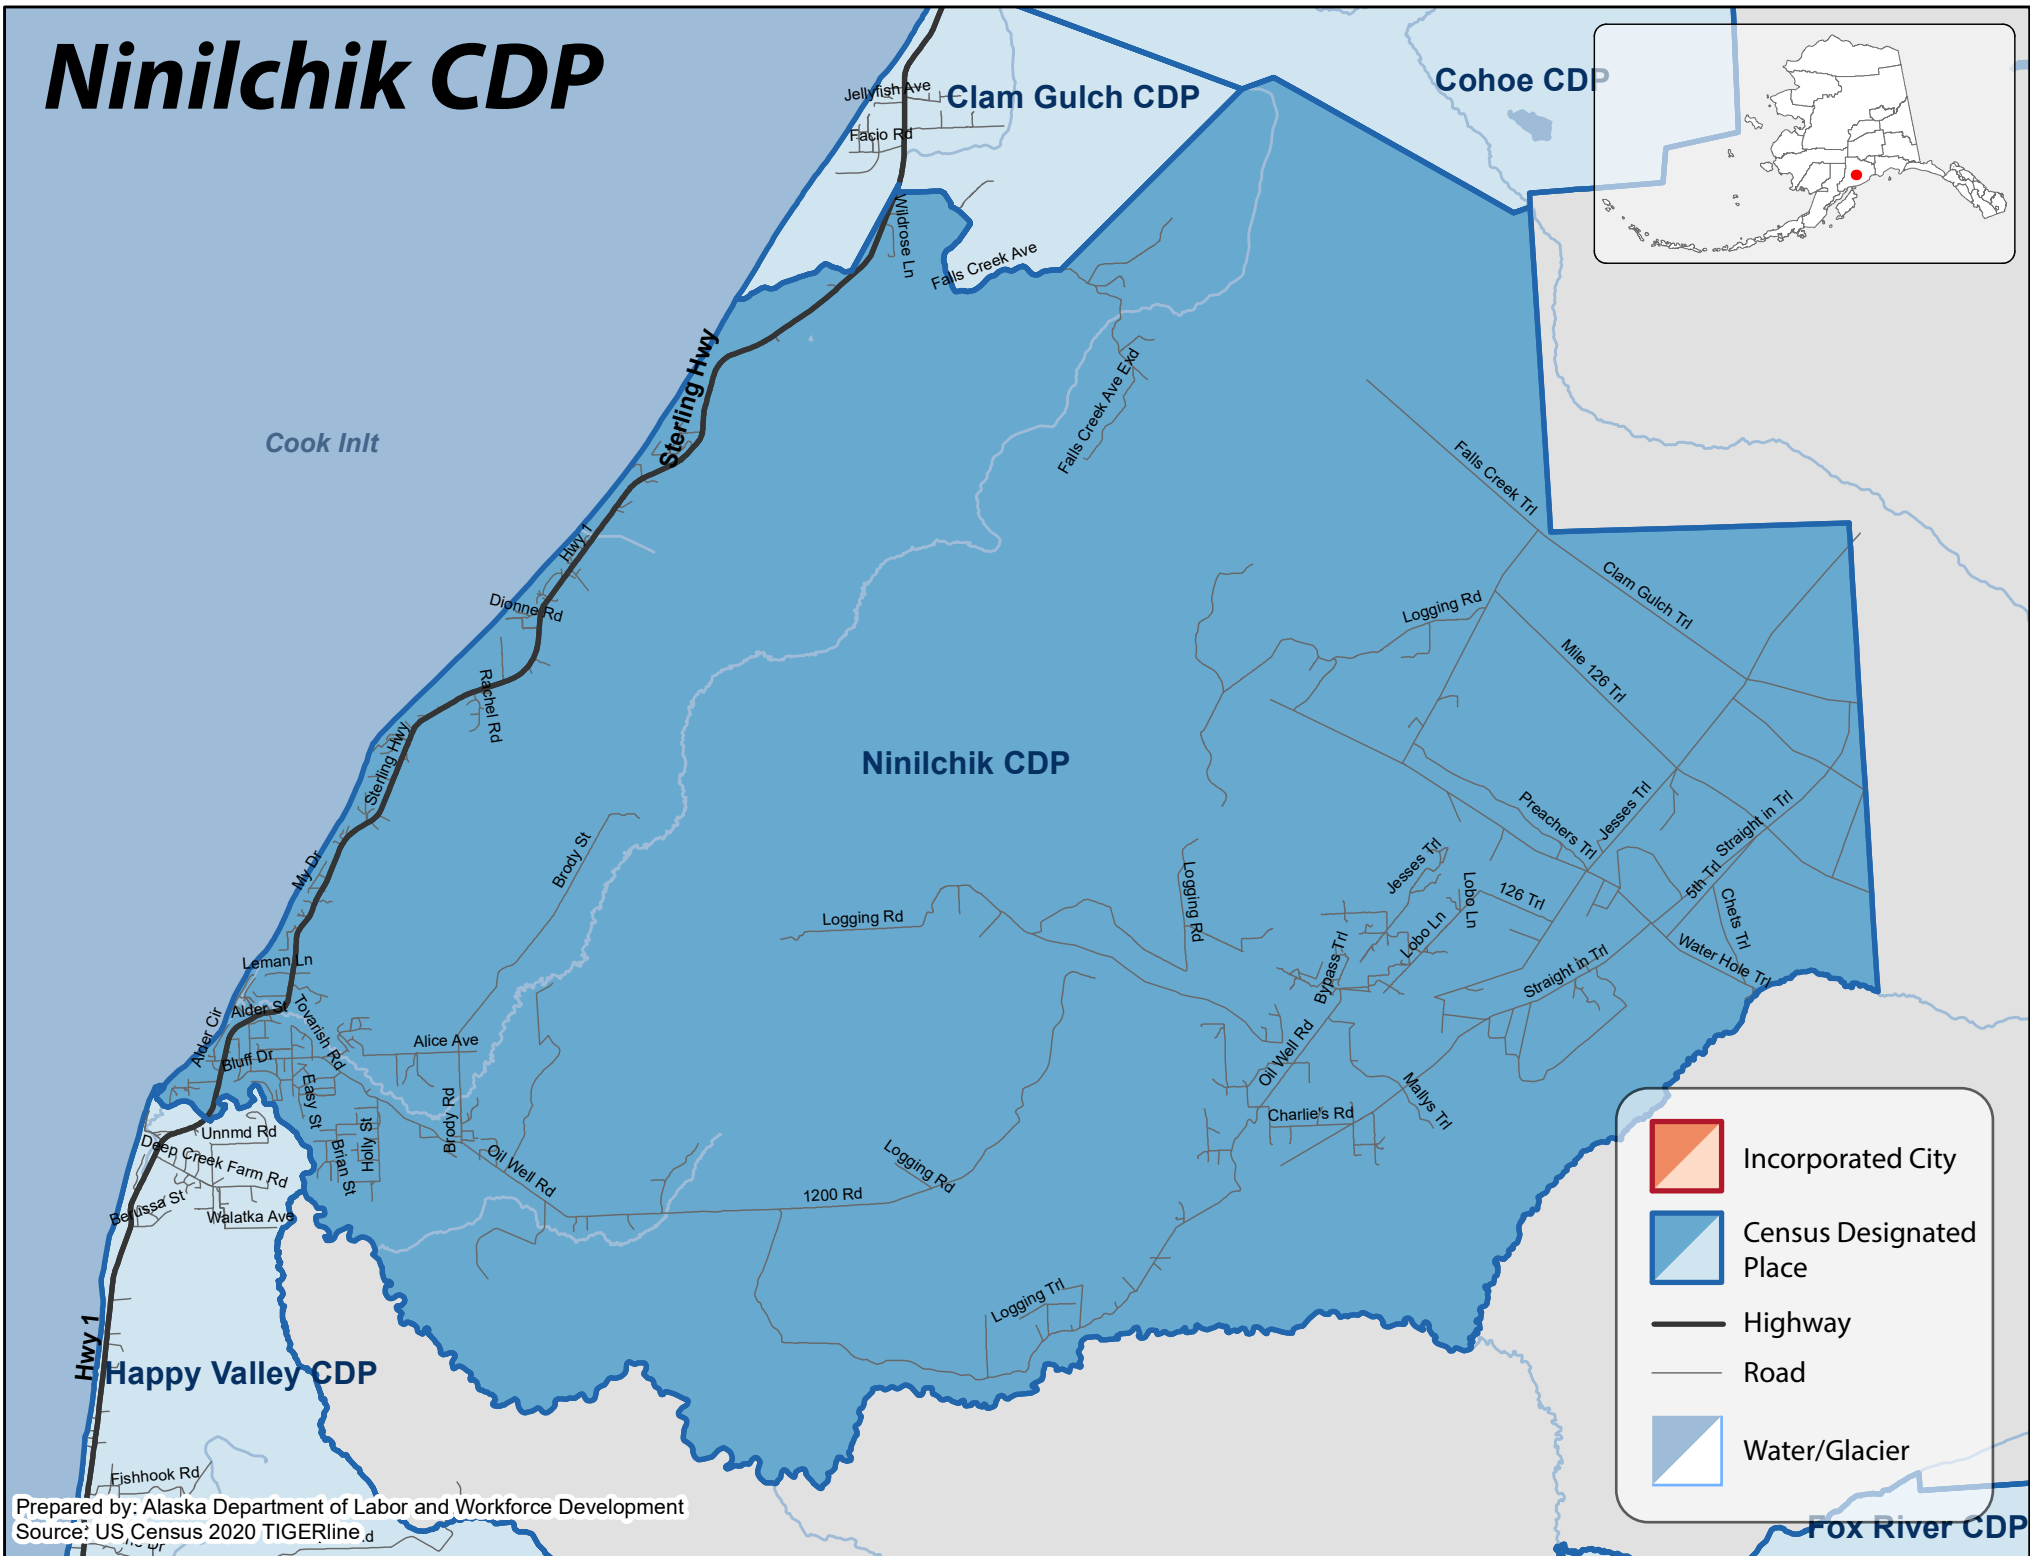 Ninilchik CDP
Jellyfish Ave
Clam Gulch CDP
Cohoe CDP
Facio Rd
Wildrose Ln
Falls Creek Ave
Sterling Hwy
Falls Creek Ave Exd
Cook Inlt
Falls Creek Trl
Hwy 1
Clam Gulch Trl
Dionne Rd
Logging Rd
Mile 126 Trl
Rachel Rd
Sterling Hwy
Ninilchik CDP
Preachers Trl
Jesses Trl
Straight in Trl
My Dr
Brody St
Jesses Trl
Logging Rd
Lobo Ln
126 Trl
5th Trl
Chets Trl
Logging Rd
Lobo Ln
Bypass Trl
Water Hole Trl
Straight in Trl
Leman Ln
Alder St
Tovarish Rd
Alder Cir
Bluff Dr
Alice Ave
Oil Well Rd
Easy St
Brody Rd
Mallys Trl
Charlie's Rd
Unnmd Rd
Holly St
Brian St
Deep Creek Farm Rd
Oil Well Rd
Logging Rd
1200 Rd
Berussa St
Walatka Ave
Logging Trl
Hwy 1
Happy Valley CDP
Fishhook Rd
Incorporated City
Census Designated
Place
Highway
Road
Water/Glacier
Fox River CDP
Prepared by: Alaska Department of Labor and Workforce Development
Source: US Census 2020 TIGERline